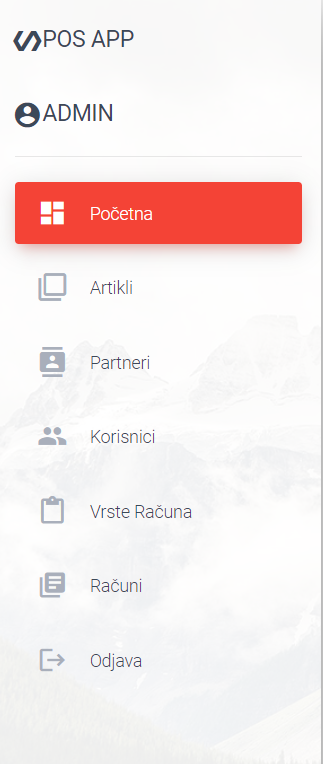 POS APP
ADMIN
Početna
Artikli
Partneri
Korisnici
Vrste Računa
Računi
Odjava